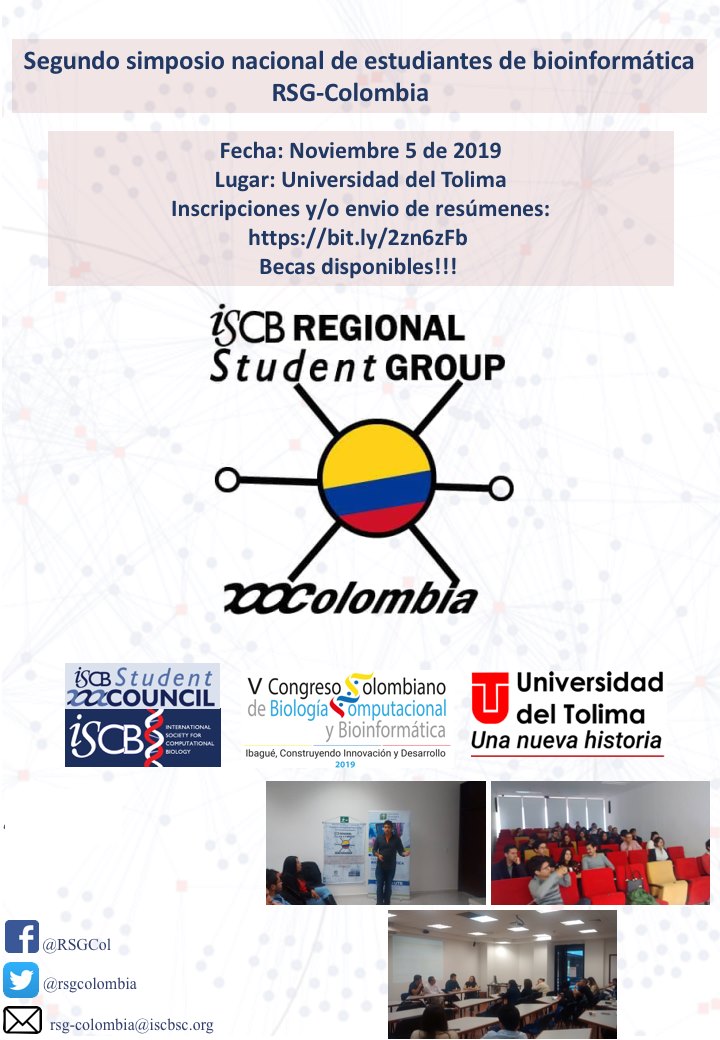 Segundo simposio nacional de estudiantes de bioinformática
RSG-Colombia
Fecha: Noviembre 5 de 2019
Lugar: Universidad del Tolima
Inscripciones y/o envio de resúmenes:
https://bit.ly/2zn6zFb
Becas disponibles!!!
iSCB REGIONAL
Student GROUP
Colombia
iSCB Student
COUNCIL
iSCB
INTERNATIONAL
SOCIETY FOR
COMPUTATIONAL
BIOLOGY
V Congreso Colombiano
de Biología Computacional
y Bioinformática
Ibagué, Construyendo Innovación y Desarrollo
2019
Universidad
del Tolima
Una nueva historia
@RSGCol
@rsgcolombia
rsg-colombia@iscbsc.org